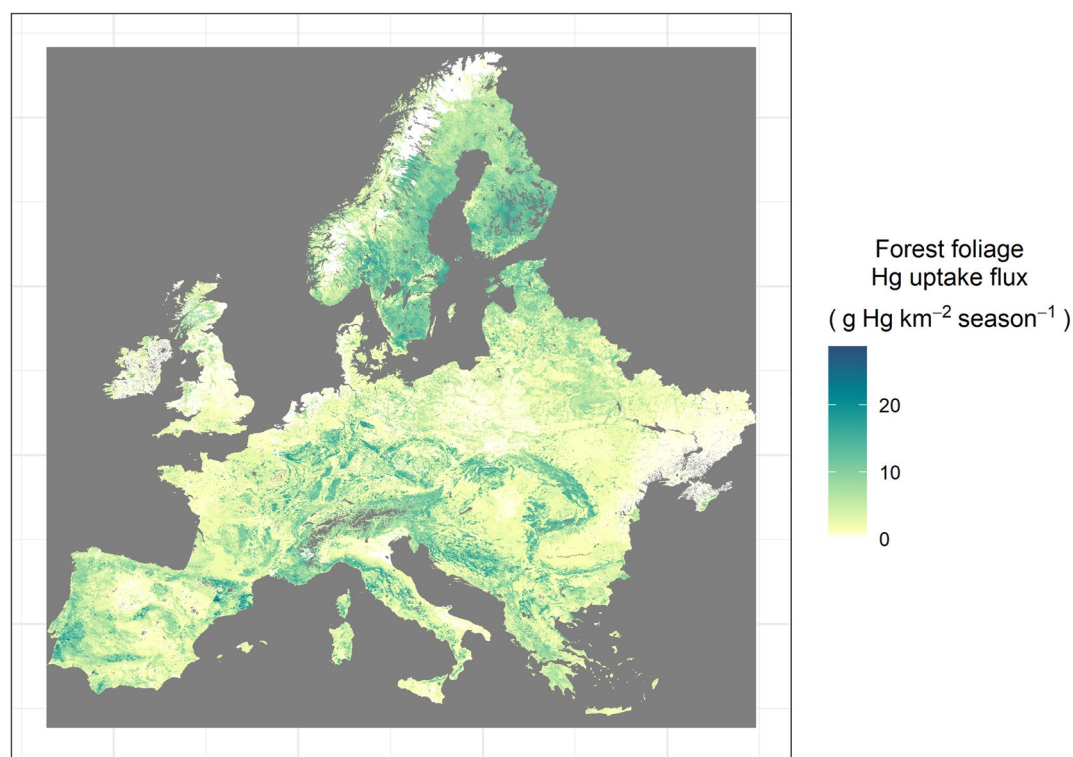 Forest foliage
Hg uptake flux
( g Hg km⁻² season⁻¹ )
20
10
0